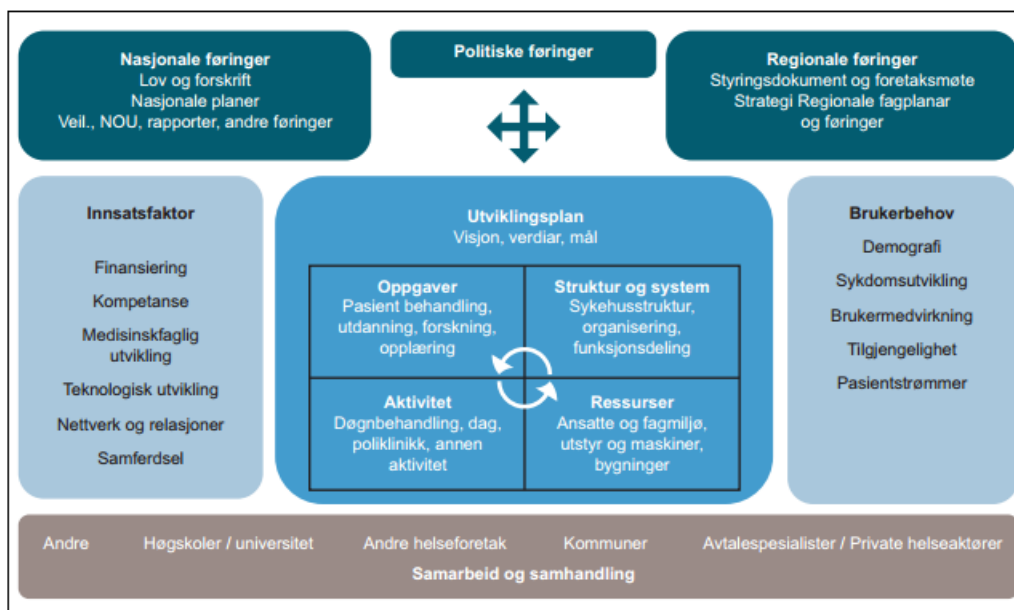 Nasjonale føringer
Lov og forskrift
Nasjonale planer
Veil., NOU, rapporter, andre føringer
Politiske føringer
Regionale føringer
Styringsdokument og foretaksmøte
Strategi Regionale fagplanar
og føringer
Innsatsfaktor
Finansiering
Kompetanse
Medisinskfaglig
utvikling
Teknologisk utvikling
Nettverk og relasjoner
Samferdsel
Utviklingsplan
Visjon, verdiar, mål
Oppgaver
Pasient behandling,
utdanning, forskning,
opplæring
Struktur og system
Sykehusstruktur,
organisering,
funksjonsdeling
Aktivitet
Døgnbehandling, dag,
poliklinikk, annen
aktivitet
Ressurser
Ansatte og fagmiljø,
utstyr og maskiner,
bygninger
Brukerbehov
Demografi
Sykdomsutvikling
Brukermedvirkning
Tilgjengelighet
Pasientstrømmer
Andre Høgskoler / universitet Andre helseforetak Kommuner Avtalespesialister / Private helseaktører
Samarbeid og samhandling